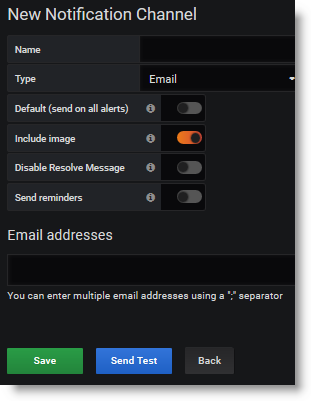 New Notification Channel
Name
Type Email
Default (send on all alerts)
Include image
Disable Resolve Message
Send reminders
Email addresses
You can enter multiple email addresses using a ";" separator
Save Send Test Back